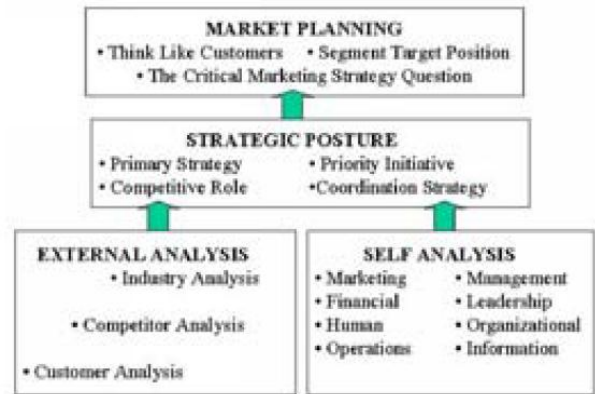 MARKET PLANNING
• Think Like Customers • Segment Target Position
• The Critical Marketing Strategy Question
STRATEGIC POSTURE
• Primary Strategy • Priority Initiative
• Competitive Role •Coordination Strategy
EXTERNAL ANALYSIS
• Industry Analysis
• Competitor Analysis
• Customer Analysis
SELF ANALYSIS
• Marketing • Management
• Financial • Leadership
• Human • Organizational
• Operations • Information